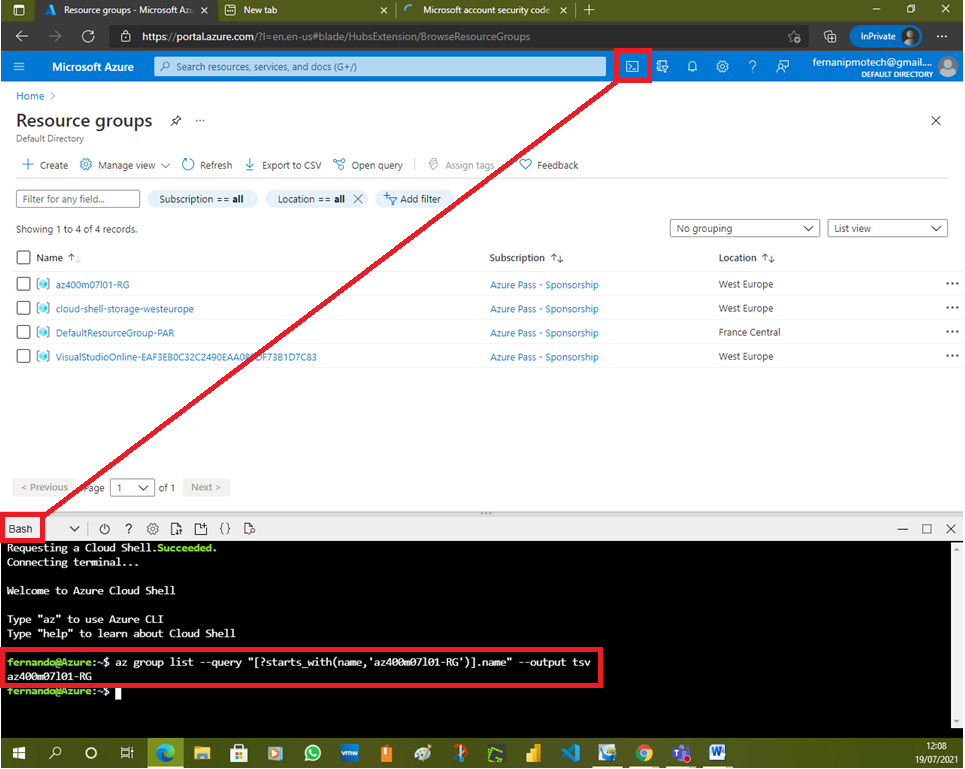 Resource groups - Microsoft Azu
New tab
Microsoft account security code
https://portal.azure.com/?l=en.en-us#blade/HubsExtension/BrowseResourceGroups
InPrivate
Microsoft Azure
Search resources, services, and docs (G+/)
fernanipmotech@gmail....
DEFAULT DIRECTORY
Home
Resource groups
...
Default Directory
Create
Manage view
Refresh
Export to CSV
Open query
Assign tags
Feedback
Filter for any field...
Subscription == all
Location == all
Add filter
Showing 1 to 4 of 4 records.
No grouping
List view
Name
Subscription
Location
az400m07l01-RG
Azure Pass - Sponsorship
West Europe
cloud-shell-storage-westeurope
Azure Pass - Sponsorship
West Europe
DefaultResourceGroup-PAR
Azure Pass - Sponsorship
France Central
Azure Pass - Sponsorship
West Europe
< Previous
Page
1
of 1
Next >
Bash
Requesting a Cloud Shell.Succeeded.
Connecting terminal...
Welcome to Azure Cloud Shell
Type "az" to use Azure CLI
Type "help" to learn about Cloud Shell
fernando@Azure:~$ az group list --query "[?starts_with(name,'az400m07l01-RG')].name" --output tsv
az400m07l01-RG
fernando@Azure:~$
vmw
12:08
19/07/2021